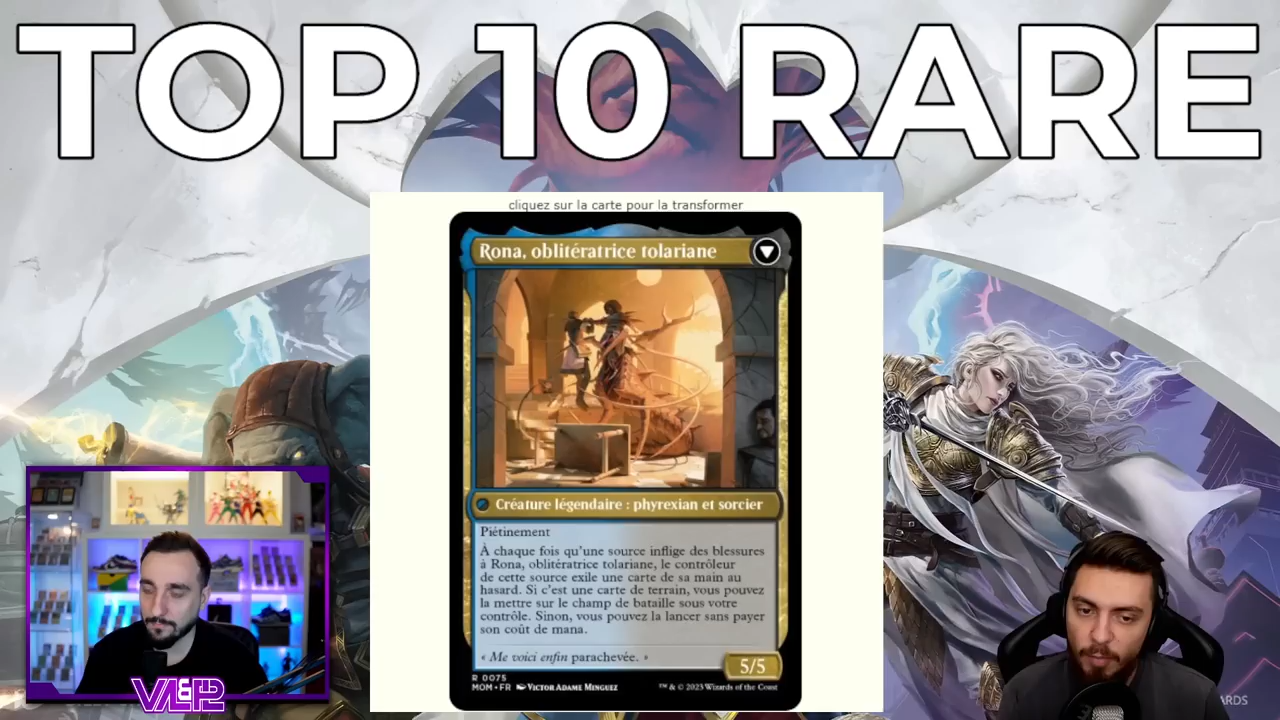 TOP 10 RARE
cliquez sur la carte pour la transformer
Rona, oblitératrice tolariane
Créature légendaire : phyrexian et sorcier
Piétinement
À chaque fois qu'une source inflige des blessures
à Rona, oblitératrice tolariane, le contrôleur
de cette source exile une carte de sa main au
hasard. Si c'est une carte de terrain, vous pouvez
la mettre sur le champ de bataille sous votre
contrôle. Sinon, vous pouvez la lancer sans payer
son coût de mana.
« Me voici enfin parachevée. »
5/5
R 0075
MOM • FR Victor Adame Minguez
™ & © 2023 Wizards of the Coast
ARDS